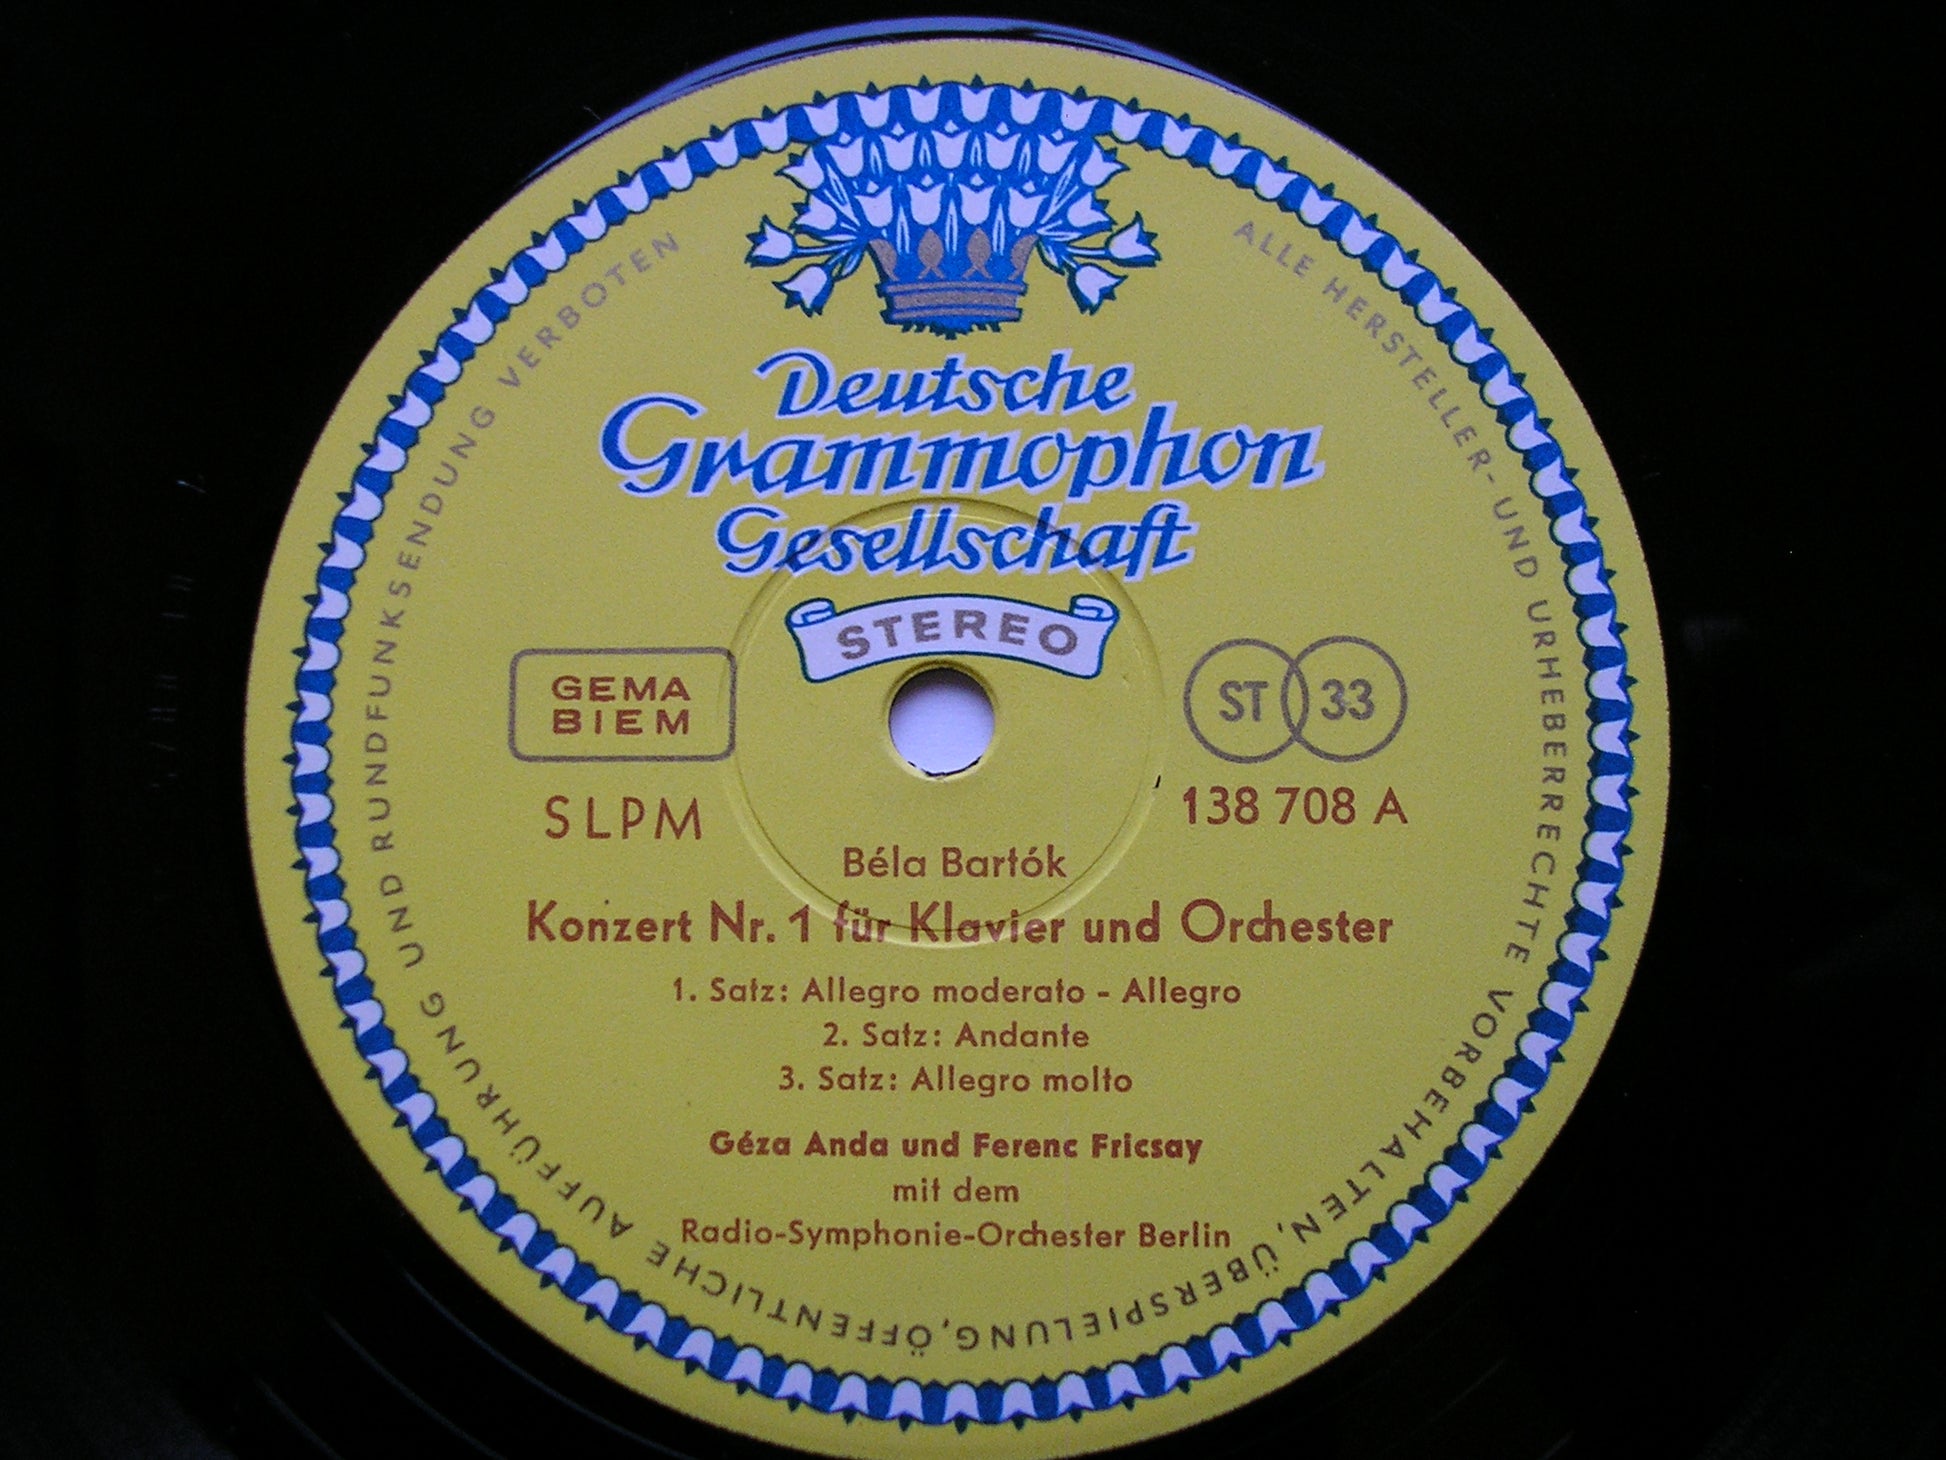 Deutsche
Grammophon
Gesellschaft
STEREO
GEMA
BIEM
ST 33
SLPM
138 708 A
Béla Bartók
Konzert Nr. 1 für Klavier und Orchester
1. Satz: Allegro moderato - Allegro
2. Satz: Andante
3. Satz: Allegro molto
Géza Anda und Ferenc Fricsay
mit dem
Radio-Symphonie-Orchester Berlin
ALLE HERSTELLER- UND URHEBERRECHTE VORBEHALTEN, ÜBERSPIELUNG, ÖFFENTLICHE AUFFÜHRUNG UND RUNDFUNKSENDUNG VERBOTEN